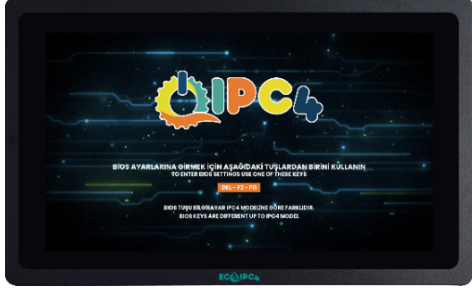 IPC4
BİOS AYARLARINA GİRMEK İÇİN AŞAĞIDAKİ TUŞLARDAN BİRİNİ KULLANIN
TO ENTER BIOS SETTINGS USE ONE OF THESE KEYS
DEL - F2 - F11
BIOS TUŞU BİLGİSAYAR IPC4 MODELİNE GÖRE FARKLIDIR.
BIOS KEYS ARE DIFFERENT UP TO IPC4 MODEL
ECOIPC4